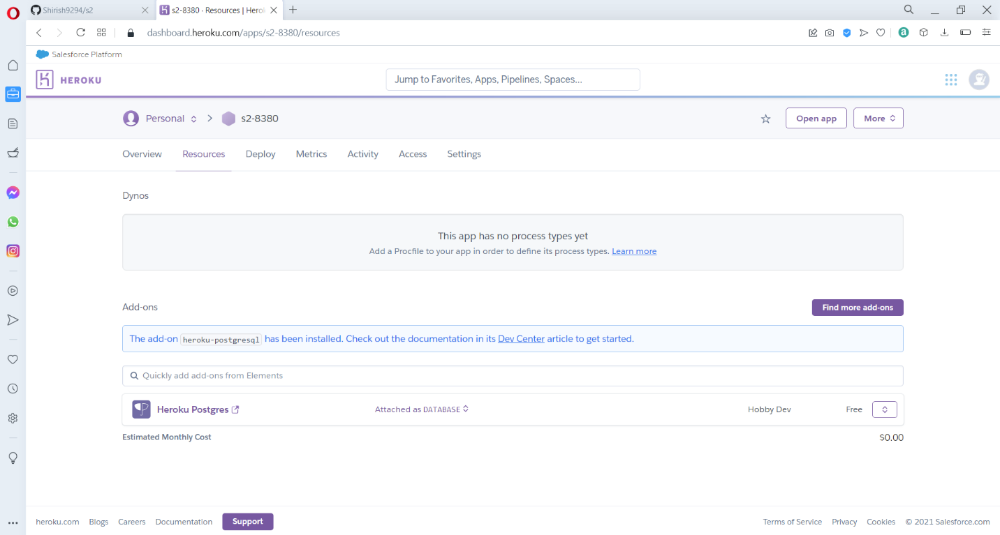 Shirish9294/s2
s2-8380 · Resources | Hero
dashboard.heroku.com/apps/s2-8380/resources
Salesforce Platform
HEROKU
Jump to Favorites, Apps, Pipelines, Spaces...
Personal s2-8380
Open app
More
Overview Resources Deploy Metrics Activity Access Settings
Dynos
This app has no process types yet
Add a Procfile to your app in order to define its process types. Learn more
Add-ons
Find more add-ons
The add-on heroku-postgresql has been installed. Check out the documentation in its Dev Center article to get started.
Quickly add add-ons from Elements
Heroku Postgres Attached as DATABASE Hobby Dev Free
Estimated Monthly Cost $0.00
heroku.com Blogs Careers Documentation Support Terms of Service Privacy Cookies © 2021 Salesforce.com